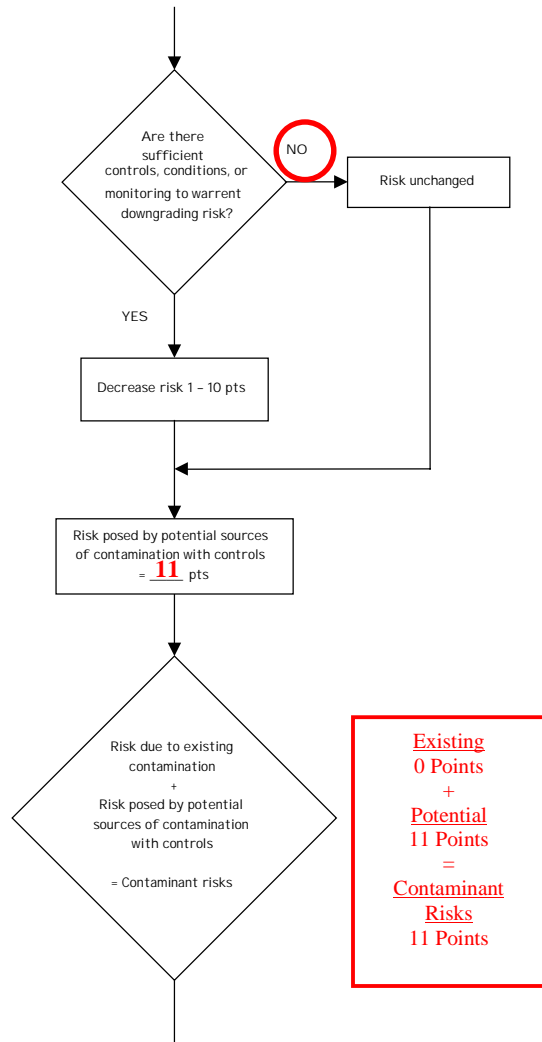 Are there
sufficient
controls, conditions, or
monitoring to warrent
downgrading risk?
NO
Risk unchanged
YES
Decrease risk 1 – 10 pts
Risk posed by potential sources
of contamination with controls
= 11 pts
Risk due to existing
contamination
+
Risk posed by potential
sources of contamination
with controls
= Contaminant risks
Existing
0 Points
+
Potential
11 Points
=
Contaminant
Risks
11 Points